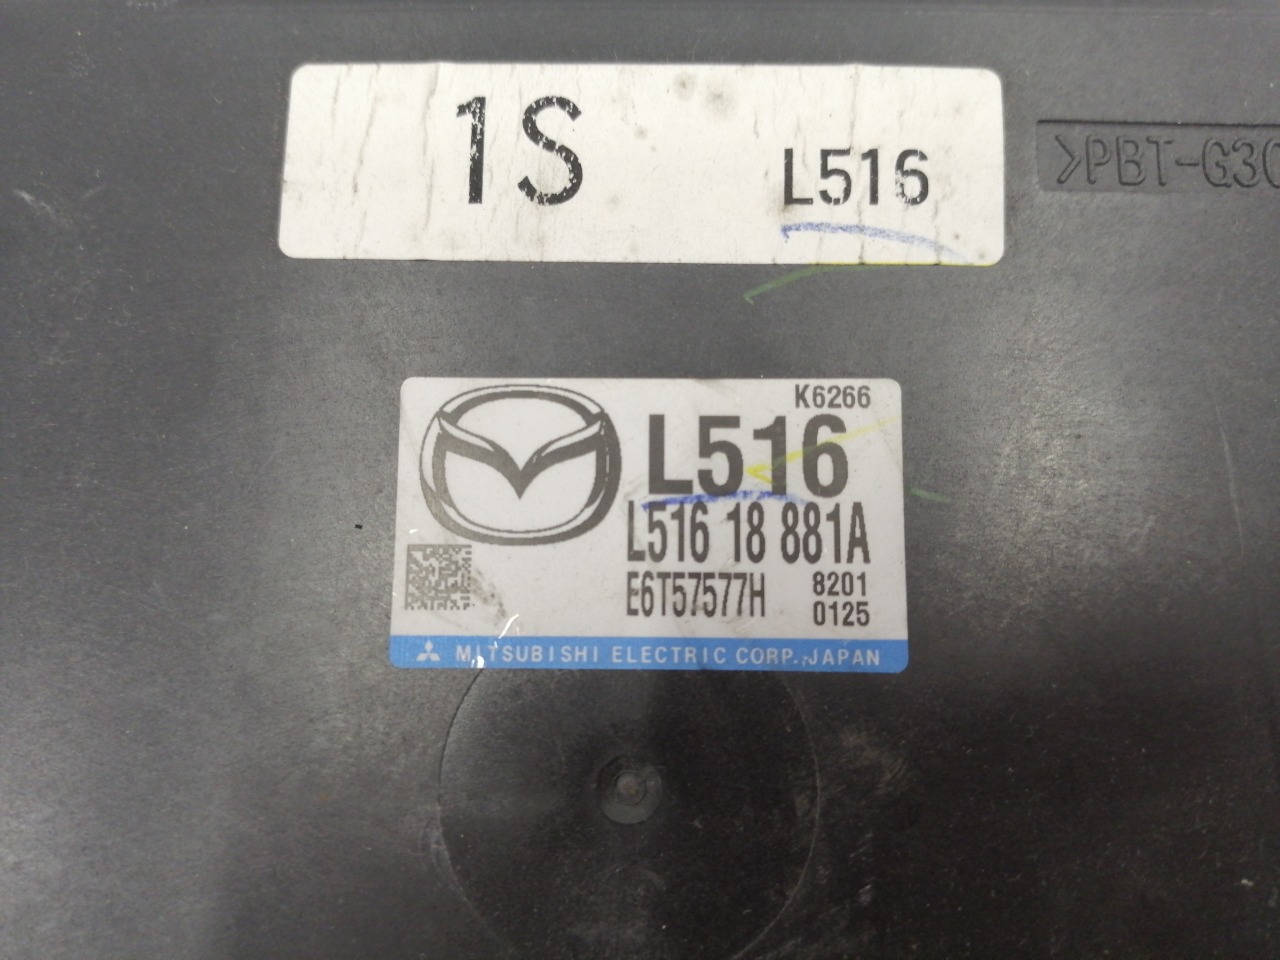 1S
L516
>PBT-G30
K6266
L516
L516 18 881A
E6T57577H
8201
0125
MITSUBISHI ELECTRIC CORP. JAPAN